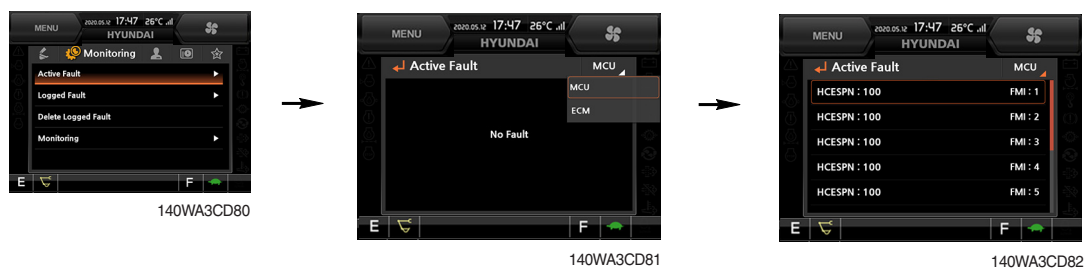 MENU
2020.05.12 17:47 26°C
HYUNDAI
Monitoring
Active Fault
Logged Fault
Delete Logged Fault
Monitoring
E F
140WA3CD80
MENU
2020.05.12 17:47 26°C
HYUNDAI
Active Fault MCU
MCU
ECM
No Fault
E F
140WA3CD81
MENU
2020.05.12 17:47 26°C
HYUNDAI
Active Fault MCU
HCESPN : 100 FMI : 1
HCESPN : 100 FMI : 2
HCESPN : 100 FMI : 3
HCESPN : 100 FMI : 4
HCESPN : 100 FMI : 5
E F
140WA3CD82